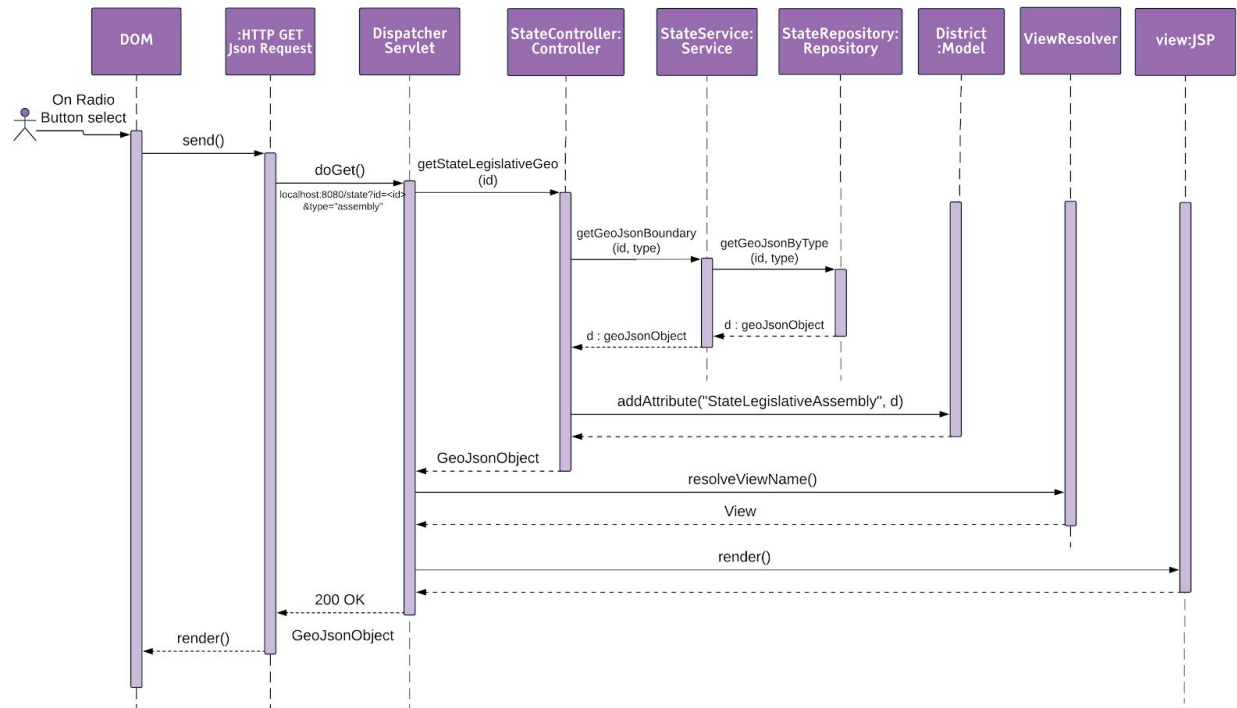 DOM
:HTTP GET
Json Request
Dispatcher
Servlet
StateController:
Controller
StateService:
Service
StateRepository:
Repository
District
:Model
ViewResolver
view:JSP
On Radio
Button select
send()
doGet()
localhost:8080/state?id=<id>
&type="assembly"
getStateLegislativeGeo
(id)
getGeoJsonBoundary
(id, type)
getGeoJsonByType
(id, type)
d : geoJsonObject
d : geoJsonObject
addAttribute("StateLegislativeAssembly", d)
GeoJsonObject
resolveViewName()
View
render()
200 OK
GeoJsonObject
render()